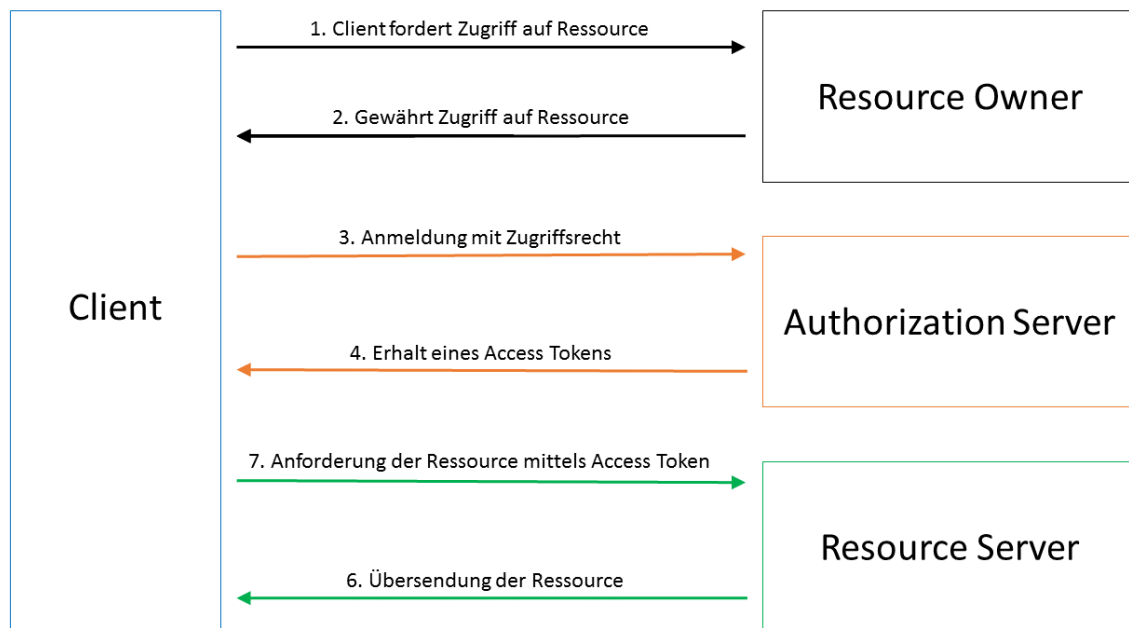 1. Client fordert Zugriff auf Ressource
Resource Owner
2. Gewährt Zugriff auf Ressource
3. Anmeldung mit Zugriffsrecht
Client
Authorization Server
4. Erhalt eines Access Tokens
7. Anforderung der Ressource mittels Access Token
Resource Server
6. Übersendung der Ressource